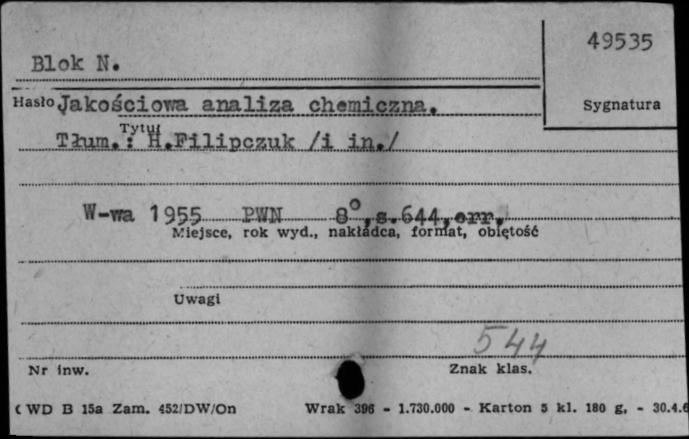 49535
Blok N.
Hasło Jakościowa analiza chemiczna.
Sygnatura
Tytuł
Tłum.: H.Filipczuk /i in./
W-wa 1955 PWN 8°,s.644,err.
Miejsce, rok wyd., nakładca, format, objętość
Uwagi
544
Nr inw. Znak klas.
CWD B 15a Zam. 452/DW/On Wrak 396 - 1.730.000 - Karton 5 kl. 180 g. - 30.4.6